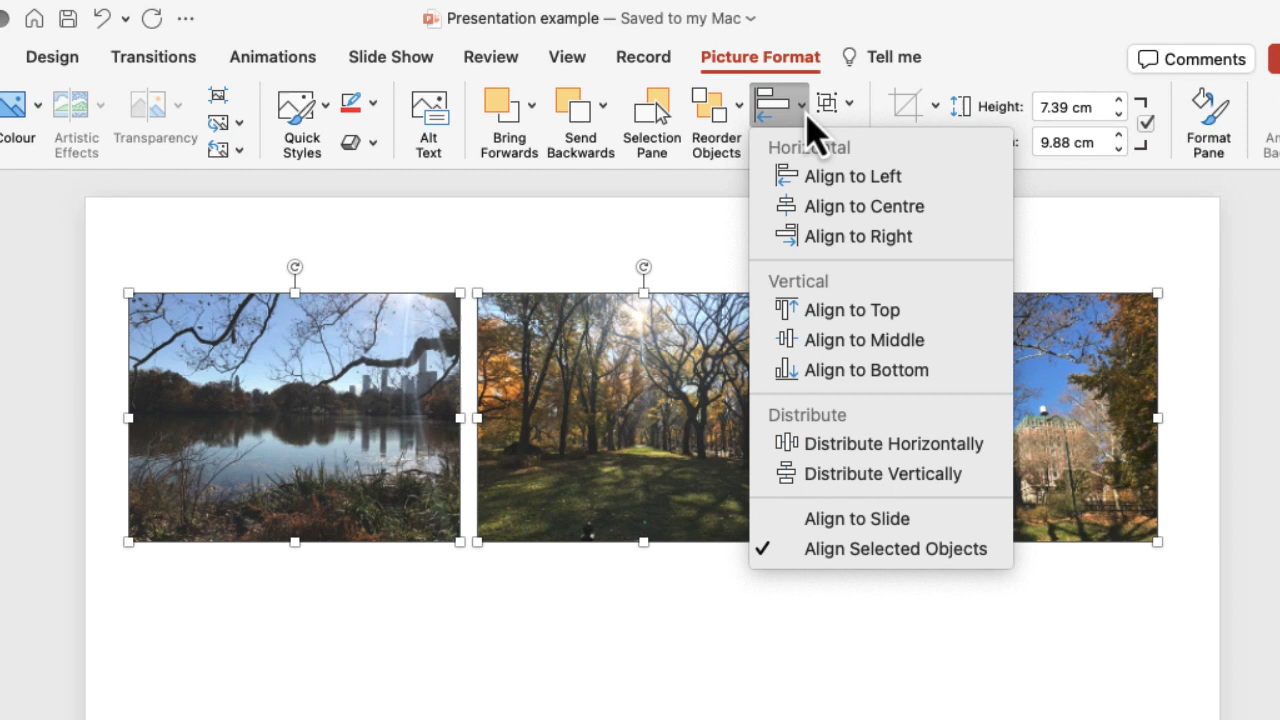 Presentation example — Saved to my Mac
Design Transitions Animations Slide Show Review View Record Picture Format Tell me Comments
Colour
Artistic Effects
Transparency
Quick Styles
Alt Text
Bring Forwards
Send Backwards
Selection Pane
Reorder Objects
Height: 7.39 cm
9.88 cm
Format Pane
Align to Left
Align to Centre
Align to Right
Vertical
Align to Top
Align to Middle
Align to Bottom
Distribute
Distribute Horizontally
Distribute Vertically
Align to Slide
Align Selected Objects